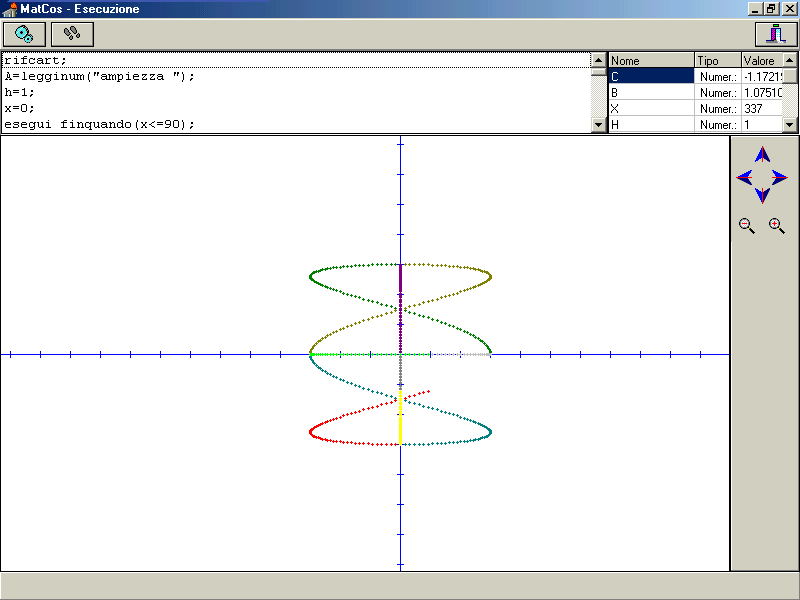 MatCos - Esecuzione
rifcart;
A=legginum("ampiezza ");
h=1;
x=0;
esegui finquando(x<=90);
Nome Tipo Valore
C Numer.: -1.1721
B Numer.: 1.0751
X Numer.: 337
H Numer.: 1